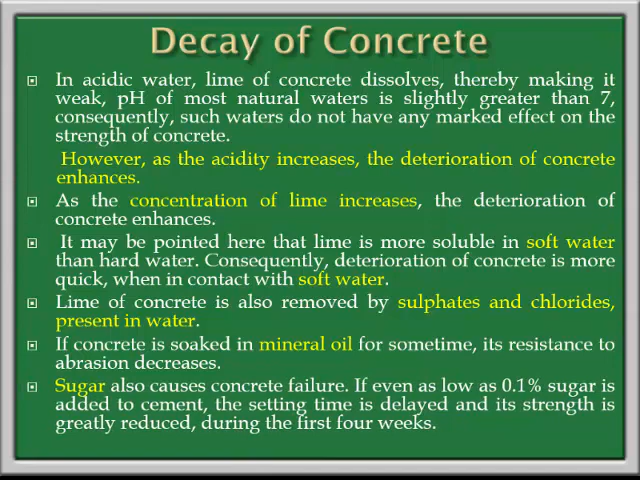 Decay of Concrete
In acidic water, lime of concrete dissolves, thereby making it
weak, pH of most natural waters is slightly greater than 7,
consequently, such waters do not have any marked effect on the
strength of concrete.
However, as the acidity increases, the deterioration of concrete
enhances.
As the concentration of lime increases, the deterioration of
concrete enhances.
It may be pointed here that lime is more soluble in soft water
than hard water. Consequently, deterioration of concrete is more
quick, when in contact with soft water.
Lime of concrete is also removed by sulphates and chlorides,
present in water.
If concrete is soaked in mineral oil for sometime, its resistance to
abrasion decreases.
Sugar also causes concrete failure. If even as low as 0.1% sugar is
added to cement, the setting time is delayed and its strength is
greatly reduced, during the first four weeks.